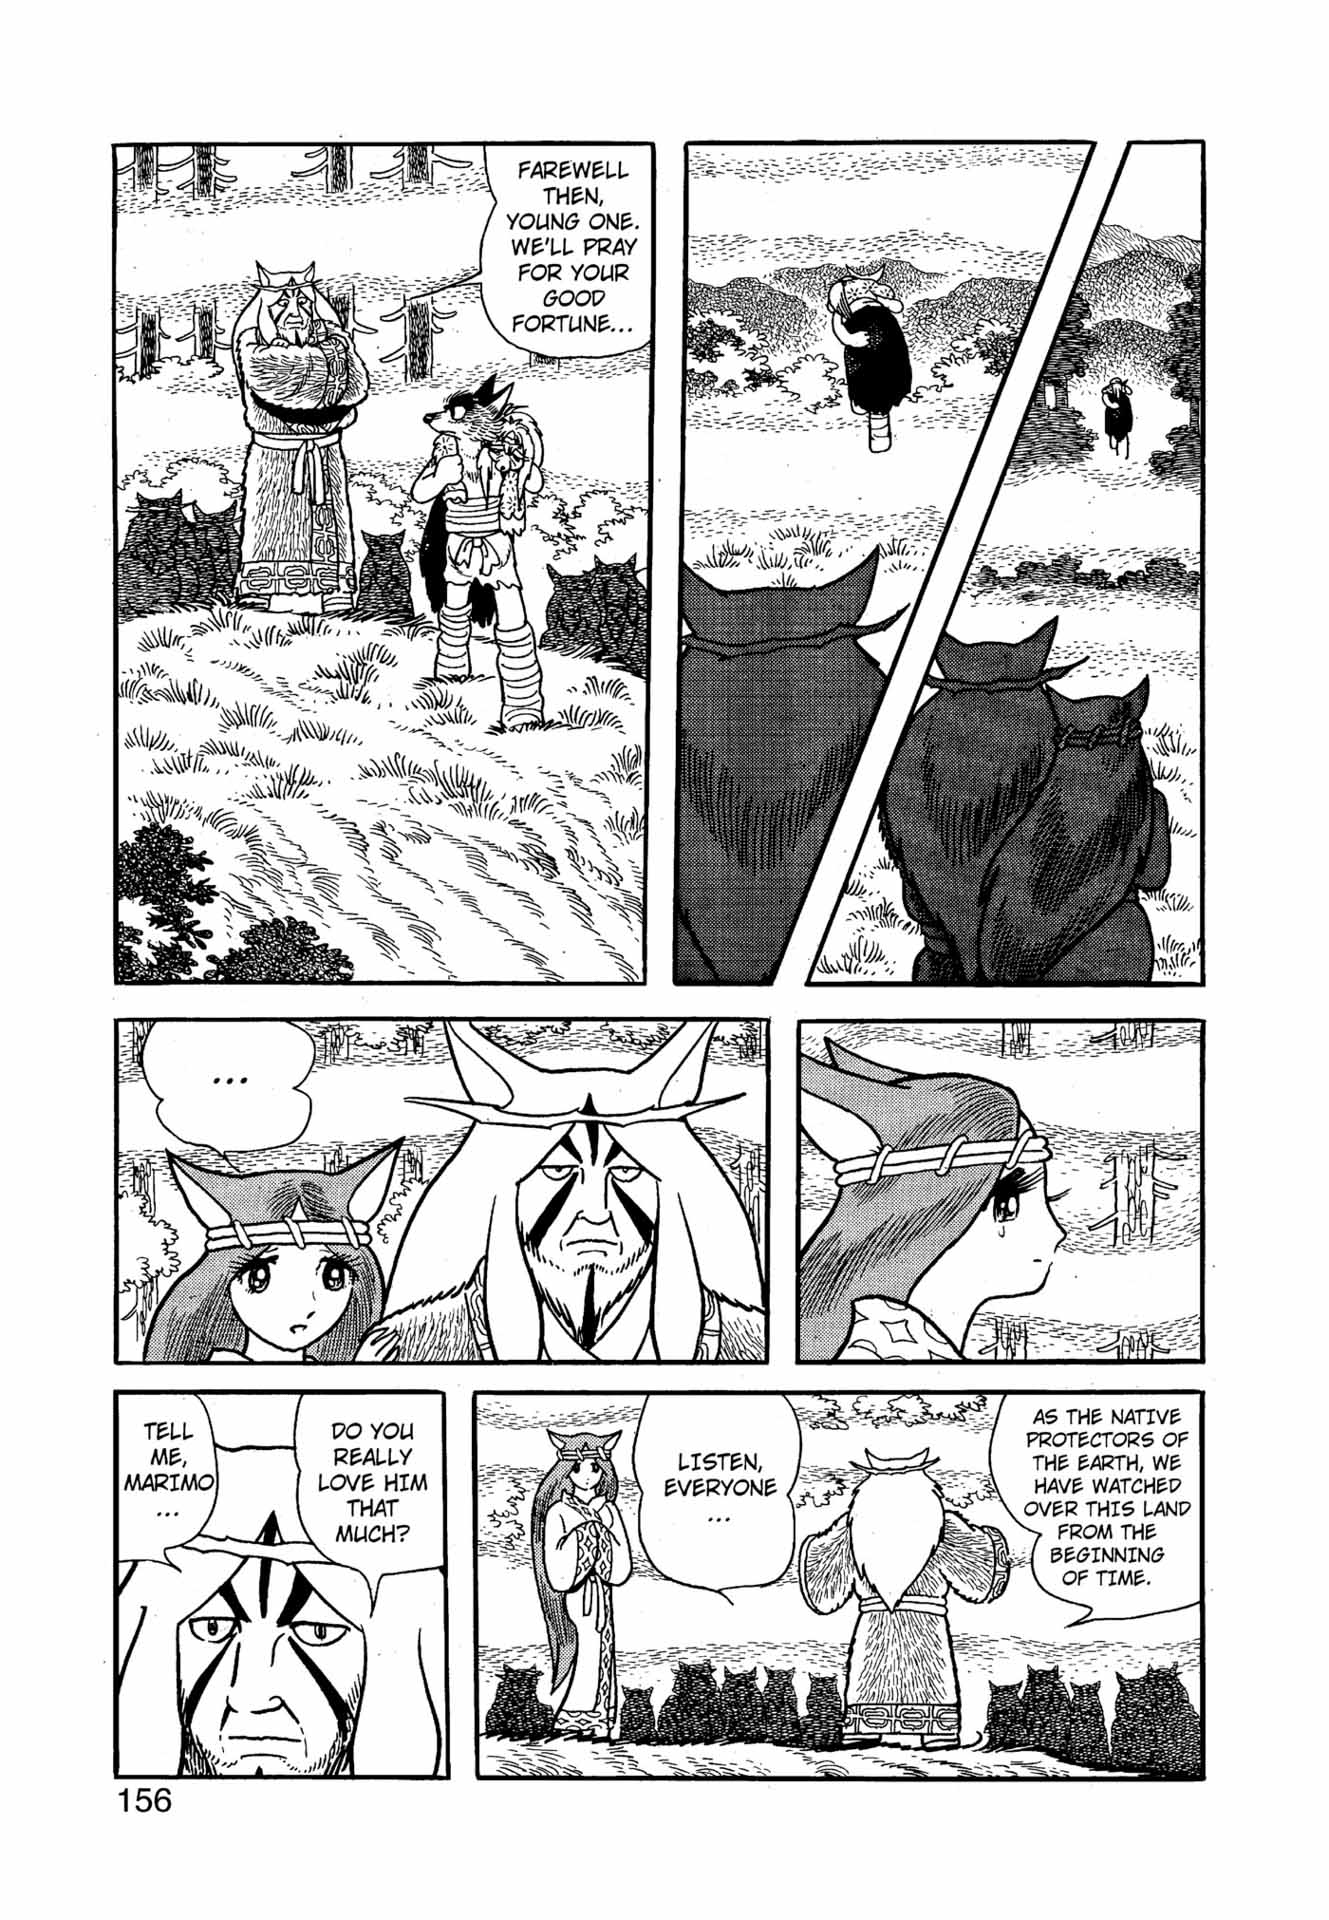 FAREWELL
THEN,
YOUNG ONE.
WE'LL PRAY
FOR YOUR
GOOD
FORTUNE...
...
TELL
ME,
MARIMO
...
DO YOU
REALLY
LOVE HIM
THAT
MUCH?
LISTEN,
EVERYONE
...
AS THE NATIVE
PROTECTORS OF
THE EARTH, WE
HAVE WATCHED
OVER THIS LAND
FROM THE
BEGINNING
OF TIME.
156